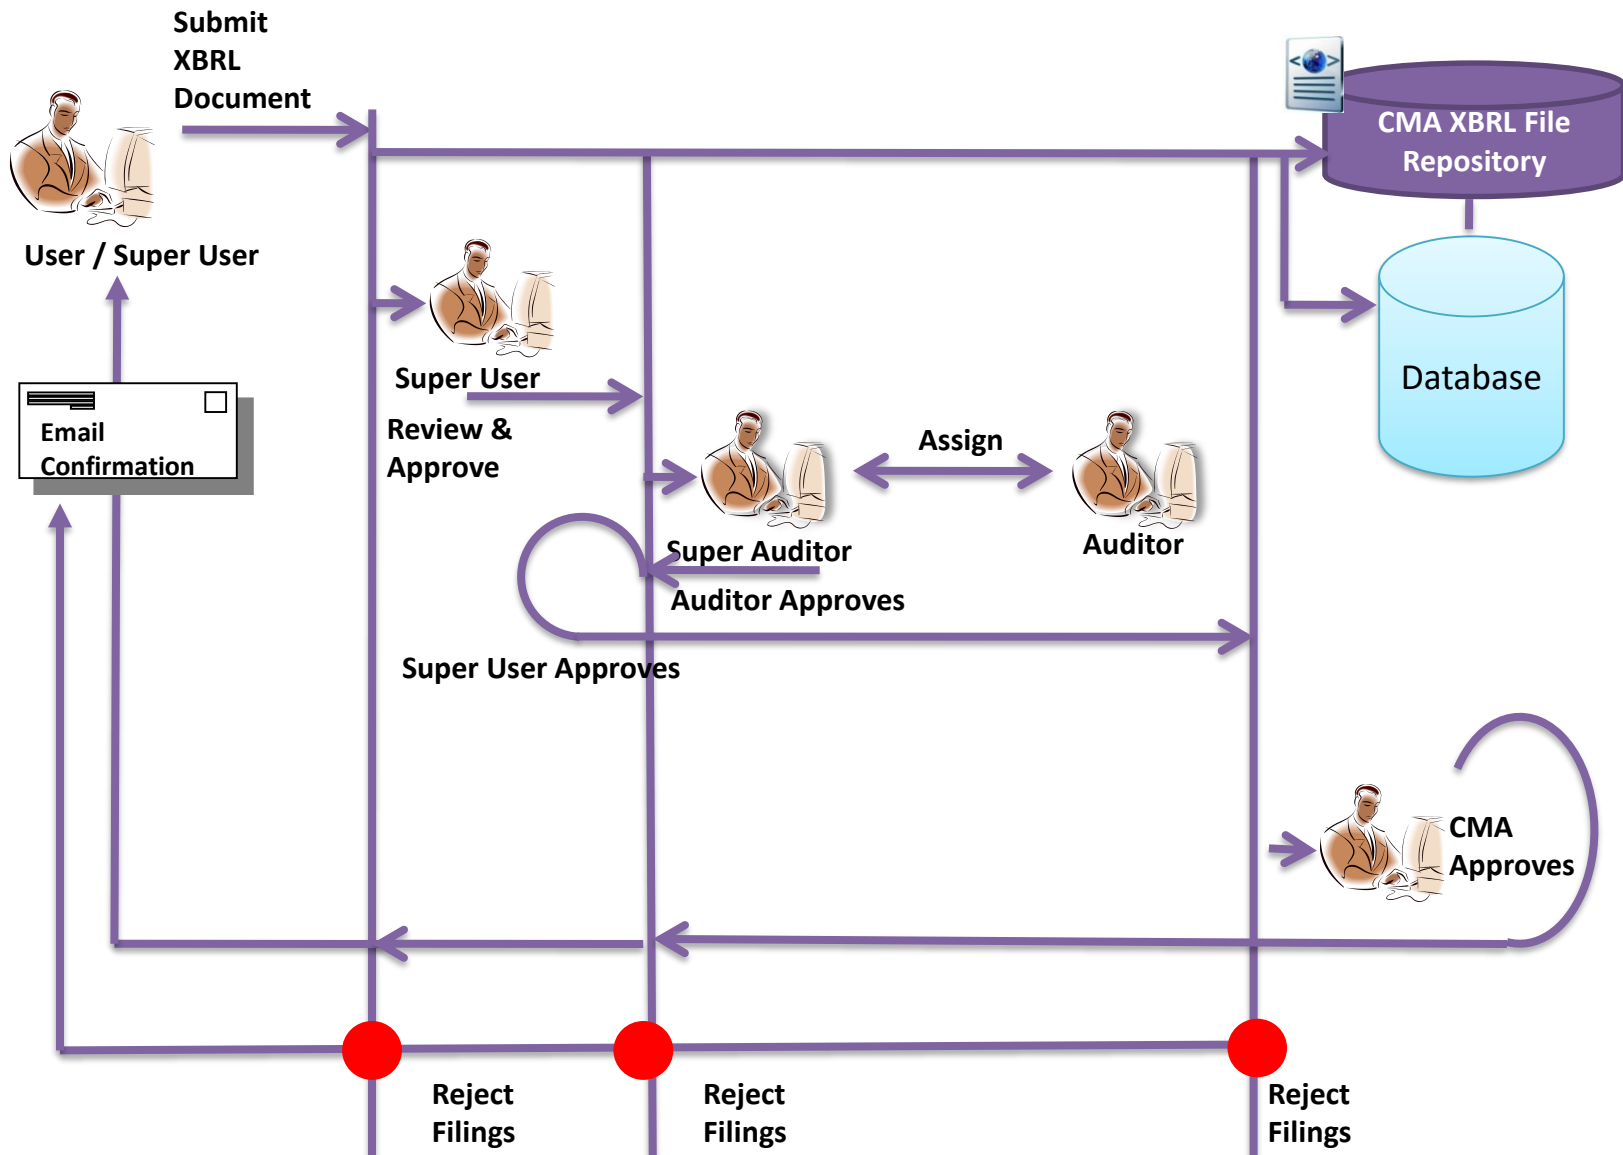 Submit
XBRL
Document
CMA XBRL File
Repository
User / Super User
Super User
Database
Review &
Approve
Email
Confirmation
Assign
Super Auditor
Auditor
Auditor Approves
Super User Approves
CMA
Approves
Reject
Filings
Reject
Filings
Reject
Filings